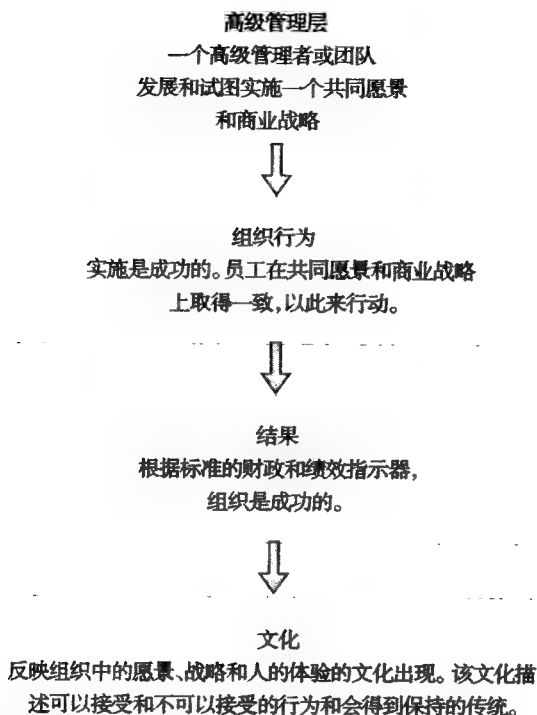 高级管理层
一个高级管理者或团队
发展和试图实施一个共同愿景
和商业战略
组织行为
实施是成功的。员工在共同愿景和商业战略
上取得一致,以此来行动。
结果
根据标准的财政和绩效指示器,
组织是成功的。
文化
反映组织中的愿景、战略和人的体验的文化出现。该文化描
述可以接受和不可以接受的行为和会得到保持的传统。